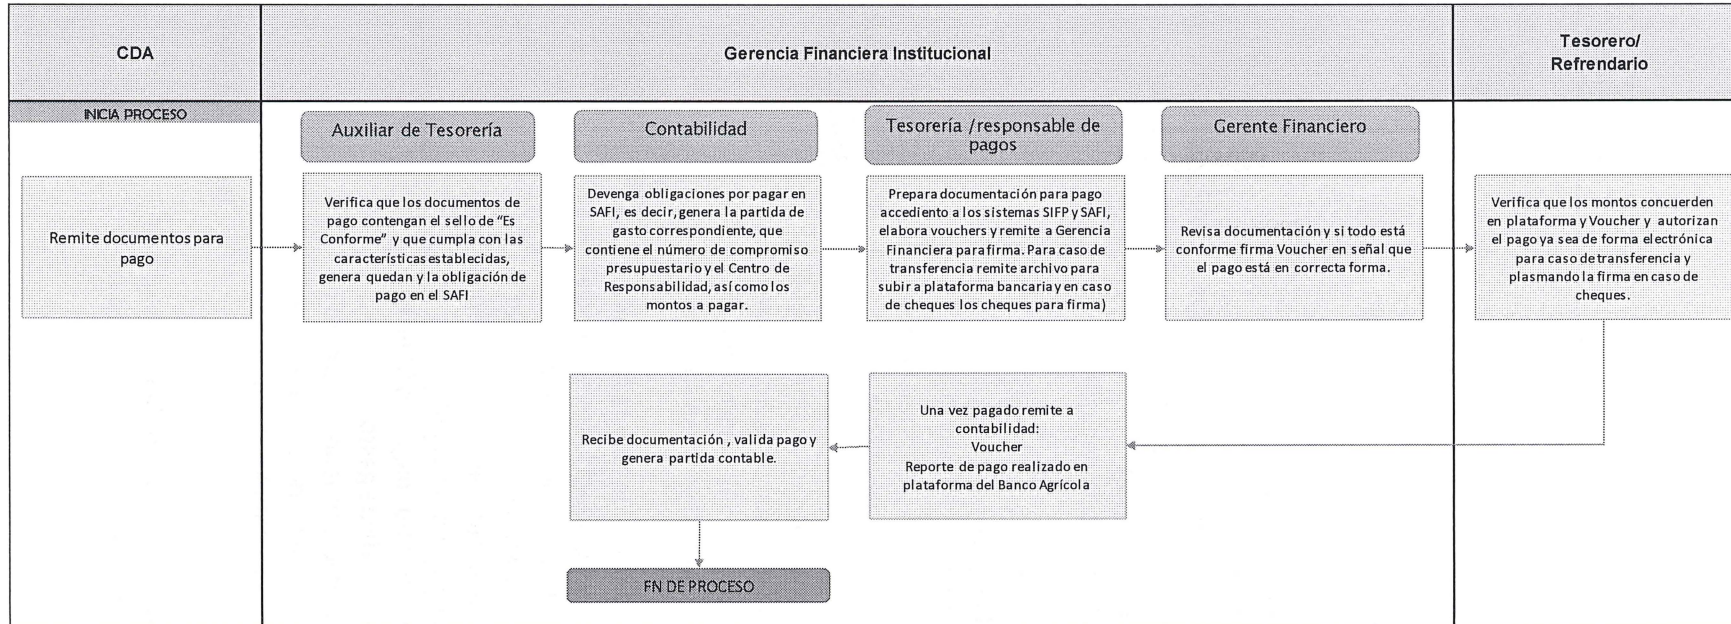 CDA
Gerencia Financiera Institucional
Tesorero/
Refrendario
INICIA PROCESO
Auxiliar de Tesorería
Contabilidad
Tesorería /responsable de
pagos
Gerente Financiero
Remite documentos para
pago
Verifica que los documentos de
pago contengan el sello de "Es
Conforme" y que cumpla con las
características establecidas,
genera quedan y la obligación de
pago en el SAFI
Devenga obligaciones por pagar en
SAFI, es decir, genera la partida de
gasto correspondiente, que
contiene el número de compromiso
presupuestario y el Centro de
Responsabilidad, así como los
montos a pagar.
Prepara documentación para pago
accediento a los sistemas SIFP y SAFI,
elabora vouchers y remite a Gerencia
Financiera para firma. Para caso de
transferencia remite archivo para
subir a plataforma bancaria y en caso
de cheques los cheques para firma)
Revisa documentación y si todo está
conforme firma Voucher en señal que
el pago está en correcta forma.
Verifica que los montos concuerden
en plataforma y Voucher y autorizan
el pago ya sea de forma electrónica
para caso de transferencia y
plasmando la firma en caso de
cheques.
Recibe documentación , valida pago y
genera partida contable.
Una vez pagado remite a
contabilidad:
Voucher
Reporte de pago realizado en
plataforma del Banco Agrícola
FN DE PROCESO